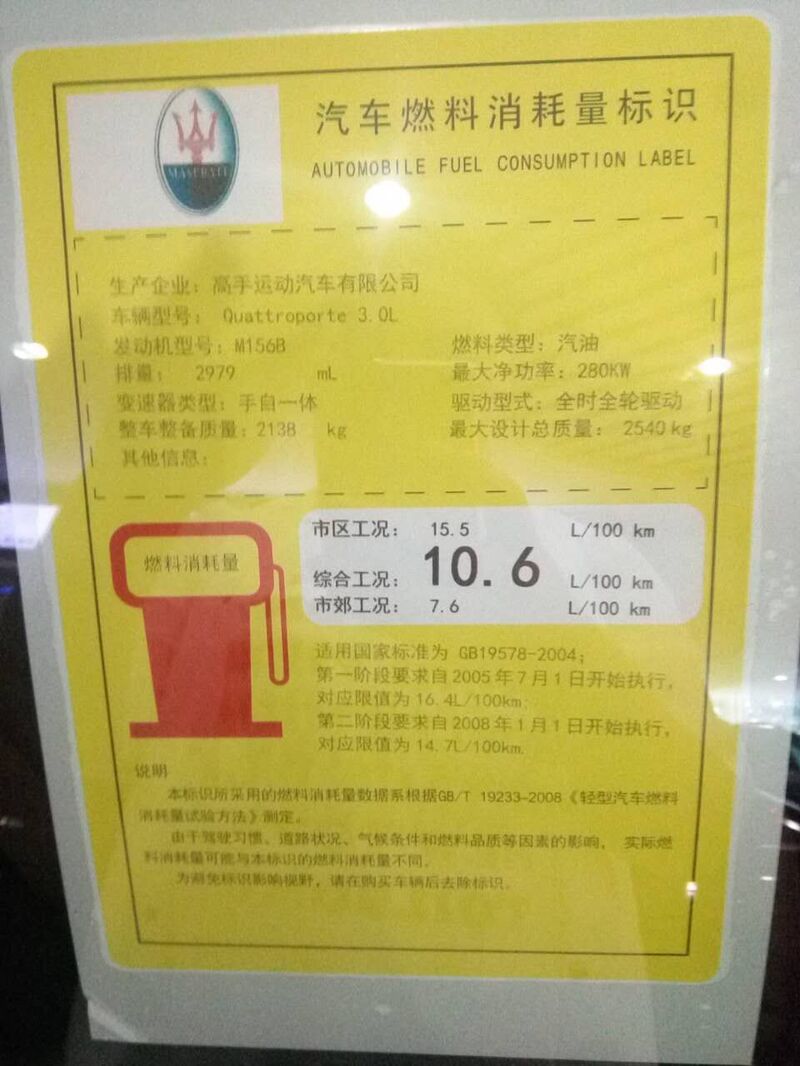 MASERATI
汽车燃料消耗量标识
AUTOMOBILE FUEL CONSUMPTION LABEL
生产企业：高手运动汽车有限公司
车辆型号： Quattroporte 3.0L
发动机型号：M156B 燃料类型：汽油
排量： 2979 mL 最大净功率：280KW
变速器类型：手自一体 驱动型式：全时全轮驱动
整车整备质量：2138 kg 最大设计总质量： 2540 kg
其他信息：
燃料消耗量
市区工况： 15.5 L/100 km
综合工况： 10.6 L/100 km
市郊工况： 7.6 L/100 km
适用国家标准为 GB19578-2004；
第一阶段要求自 2005 年 7 月 1 日开始执行，
对应限值为 16.4L/100km；
第二阶段要求自 2008 年 1 月 1 日开始执行，
对应限值为 14.7L/100km.
说明
本标识所采用的燃料消耗量数据系根据GB/T 19233-2008《轻型汽车燃料
消耗量试验方法》测定。
由于驾驶习惯、道路状况、气候条件和燃料品质等因素的影响， 实际燃
料消耗量可能与本标识的燃料消耗量不同。
为避免标识影响视野，请在购买车辆后去除标识。